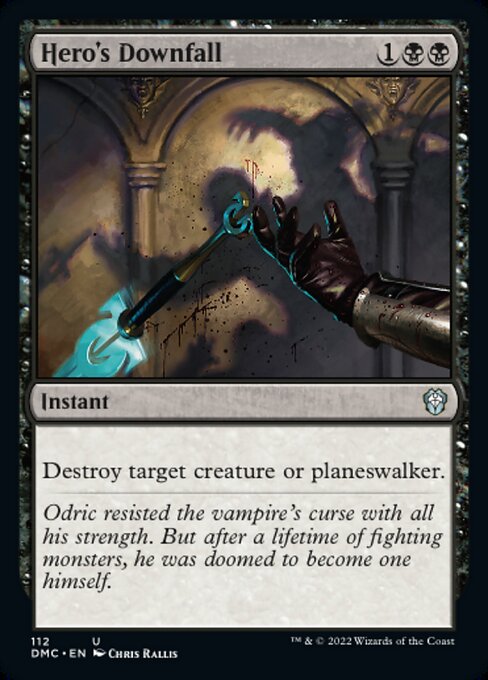 Hero's Downfall 1
Instant
Destroy target creature or planeswalker.
Odric resisted the vampire's curse with all
his strength. But after a lifetime of fighting
monsters, he was doomed to become one
himself.
112 U ™ & © 2022 Wizards of the Coast
DMC • EN Chris Rallis